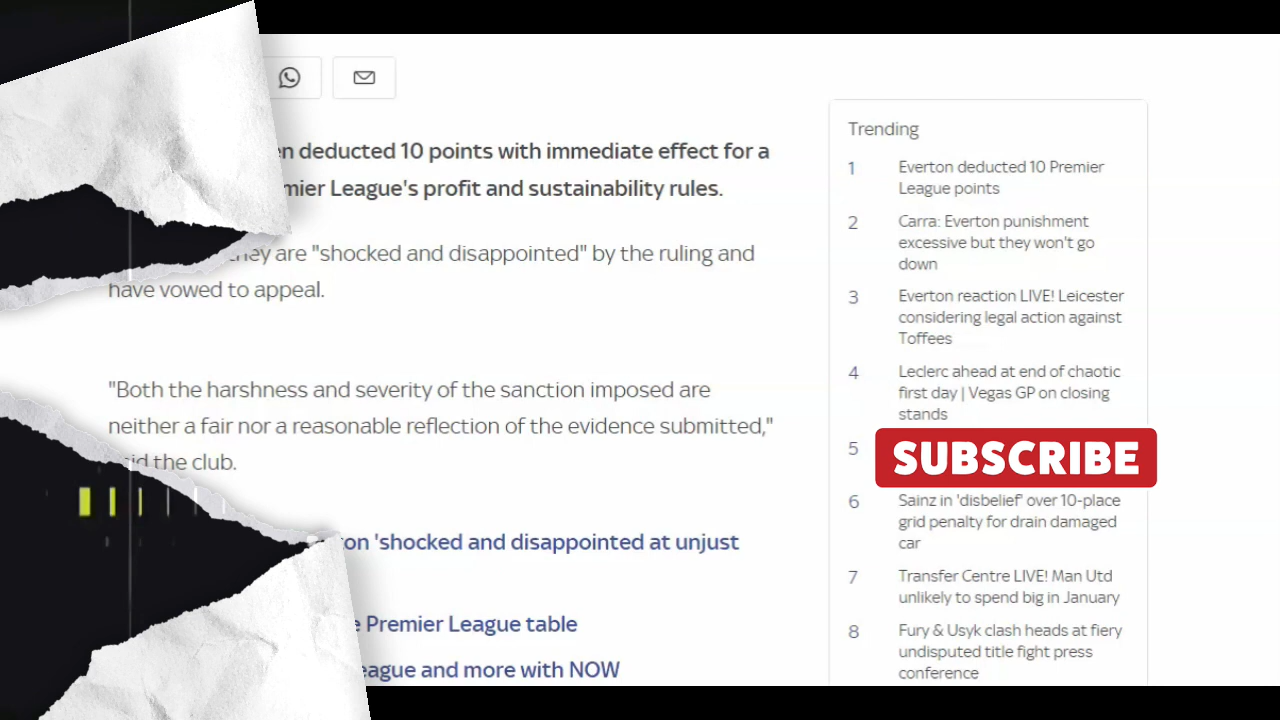 deducted 10 points with immediate effect for a
League's profit and sustainability rules.
are "shocked and disappointed" by the ruling and
have vowed to appeal.
"Both the harshness and severity of the sanction imposed are
neither a fair nor a reasonable reflection of the evidence submitted,"
the club.
'shocked and disappointed at unjust
Premier League table
and more with NOW
Trending
1 Everton deducted 10 Premier
League points
2 Carra: Everton punishment
excessive but they won't go
down
3 Everton reaction LIVE! Leicester
considering legal action against
Toffees
4 Leclerc ahead at end of chaotic
first day | Vegas GP on closing
stands
5
SUBSCRIBE
6 Sainz in 'disbelief' over 10-place
grid penalty for drain damaged
car
7 Transfer Centre LIVE! Man Utd
unlikely to spend big in January
8 Fury & Usyk clash heads at fiery
undisputed title fight press
conference